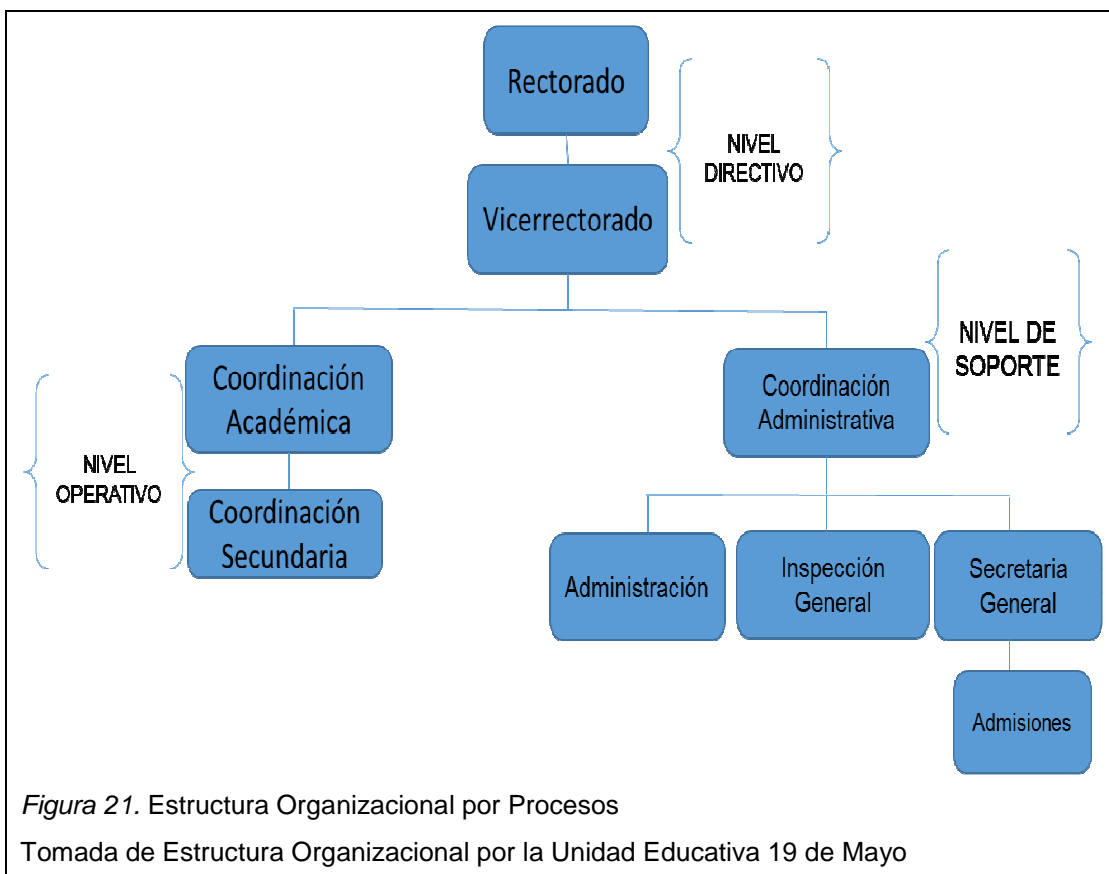 Rectorado
NIVEL
DIRECTIVO
Vicerrectorado
NIVEL DE
SOPORTE
Coordinación
Académica
Coordinación
Administrativa
NIVEL
OPERATIVO
Coordinación
Secundaria
Administración
Inspección
General
Secretaria
General
Admisiones
Figura 21. Estructura Organizacional por Procesos
Tomada de Estructura Organizacional por la Unidad Educativa 19 de Mayo